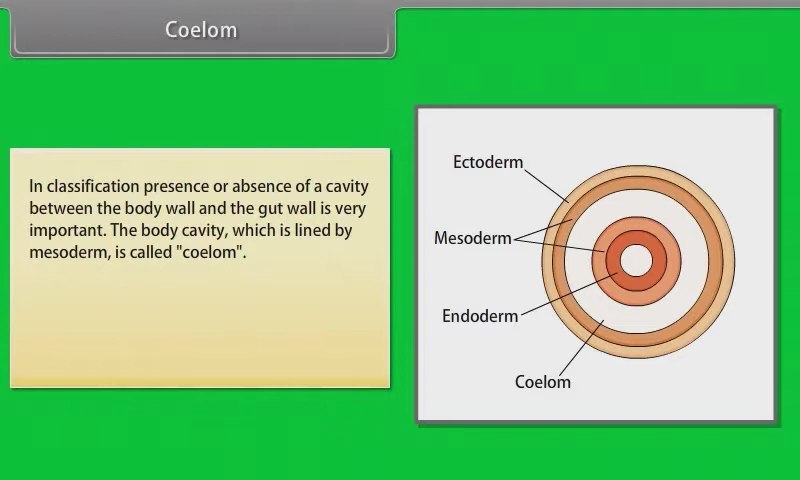 Coelom
In classification presence or absence of a cavity
between the body wall and the gut wall is very
important. The body cavity, which is lined by
mesoderm, is called "coelom".
Ectoderm
Mesoderm
Endoderm
Coelom